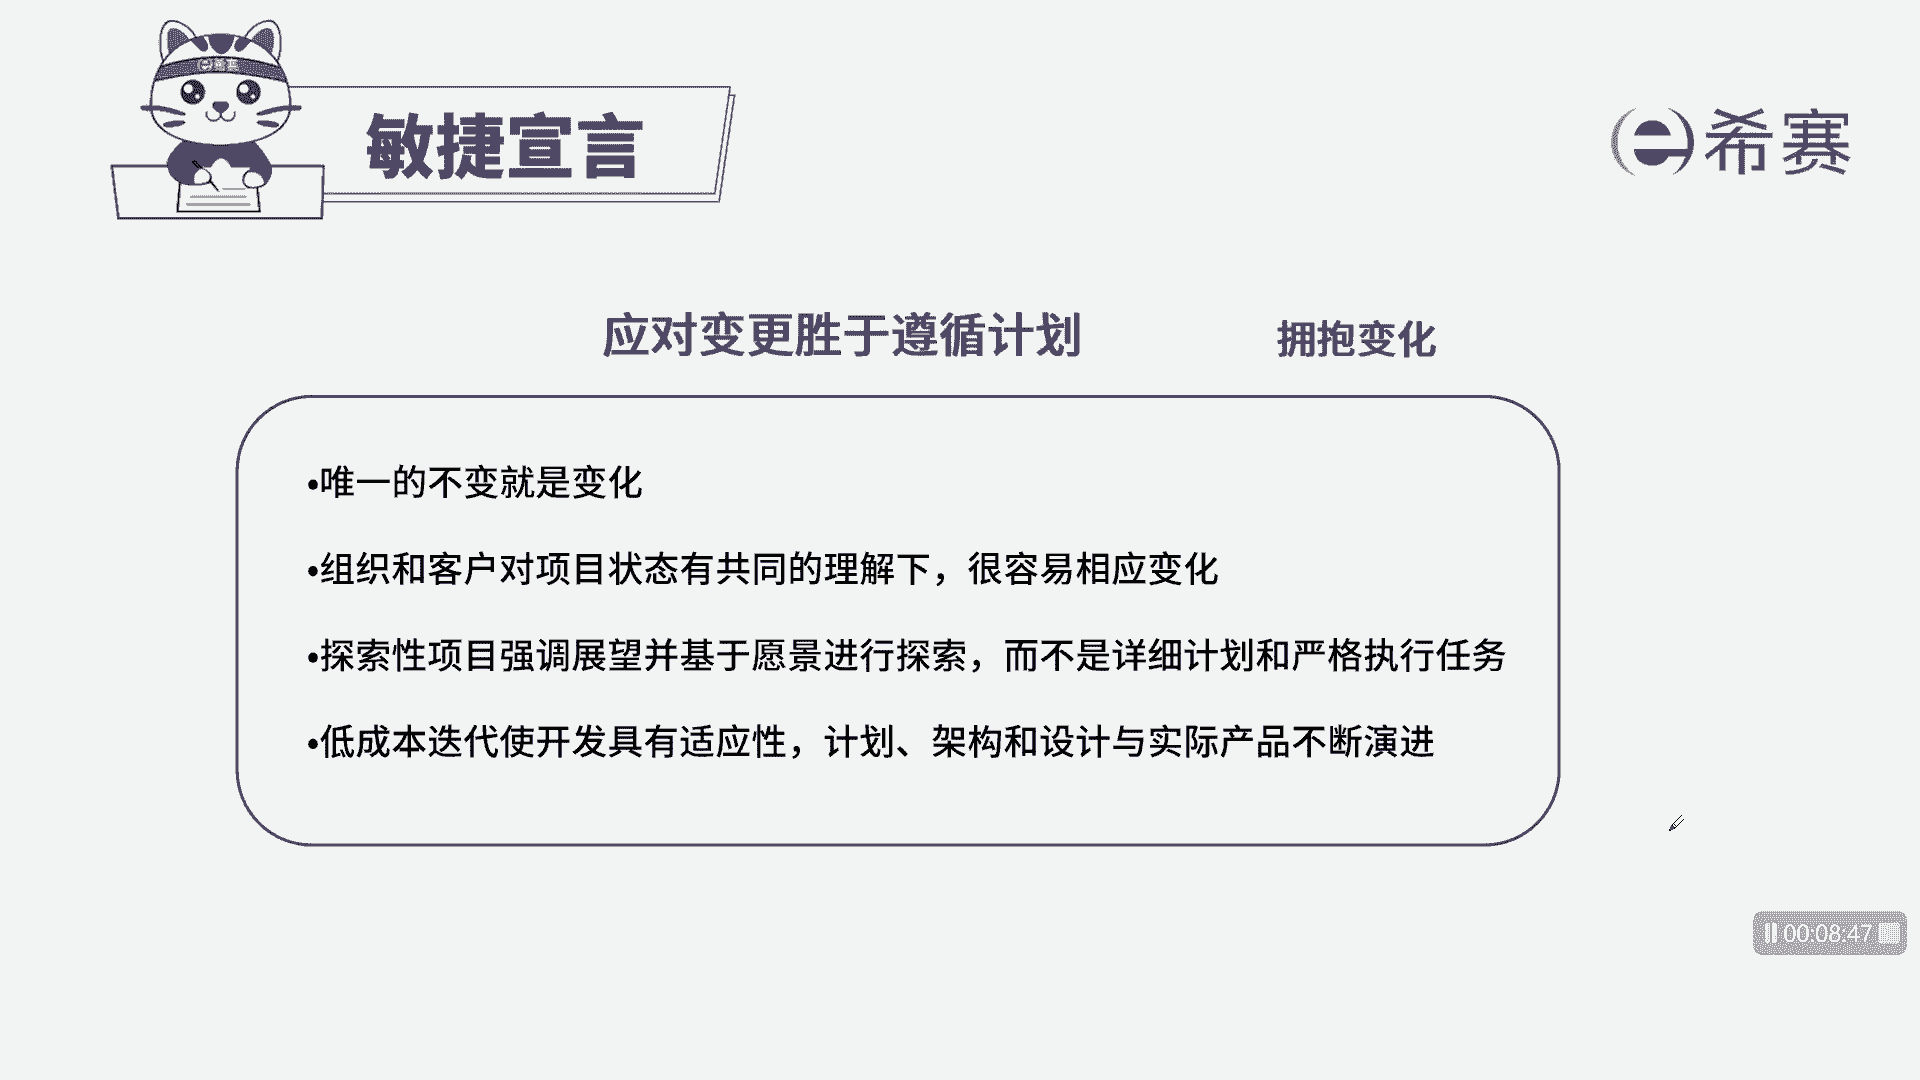 敏捷宣言
希赛
应对变更胜于遵循计划 拥抱变化
•唯一的不变就是变化
•组织和客户对项目状态有共同的理解下，很容易相应变化
•探索性项目强调展望并基于愿景进行探索，而不是详细计划和严格执行任务
•低成本迭代使开发具有适应性，计划、架构和设计与实际产品不断演进
00:08:47